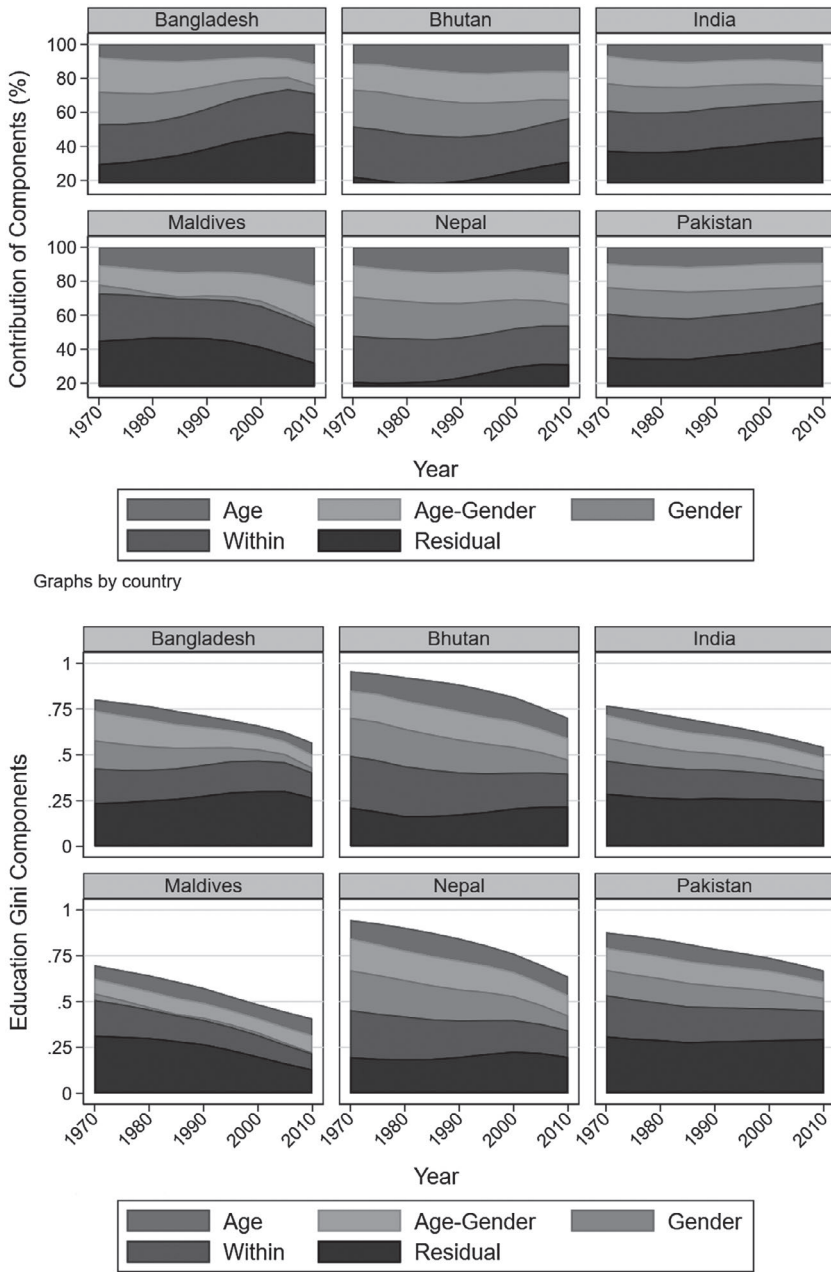 Bangladesh Bhutan India
100
80
60
40
20
Maldives Nepal Pakistan
100
80
60
40
20
Contribution of Components (%)
1970 1980 1990 2000 2010 1970 1980 1990 2000 2010 1970 1980 1990 2000 2010
Year
Age Age-Gender Gender
Within Residual
Graphs by country
Bangladesh Bhutan India
1
.75
.5
.25
0
Maldives Nepal Pakistan
1
.75
.5
.25
0
Education Gini Components
1970 1980 1990 2000 2010 1970 1980 1990 2000 2010 1970 1980 1990 2000 2010
Year
Age Age-Gender Gender
Within Residual